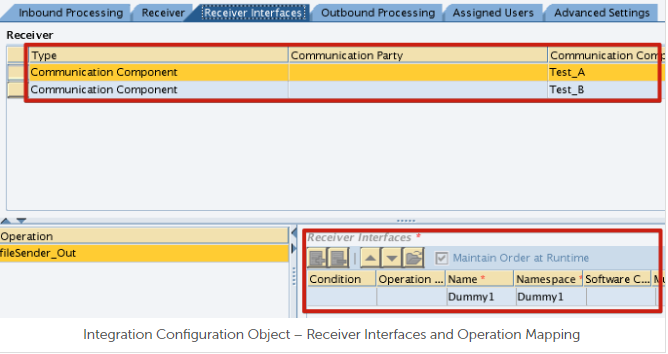 Inbound Processing Receiver Receiver Interfaces Outbound Processing Assigned Users Advanced Settings
Receiver
Type Communication Party Communication Comp
Communication Component Test_A
Communication Component Test_B
Operation
fileSender_Out
Receiver Interfaces *
Maintain Order at Runtime
Condition Operation ... Name * Namespace * Software C... Mu
Dummy1 Dummy1
Integration Configuration Object – Receiver Interfaces and Operation Mapping